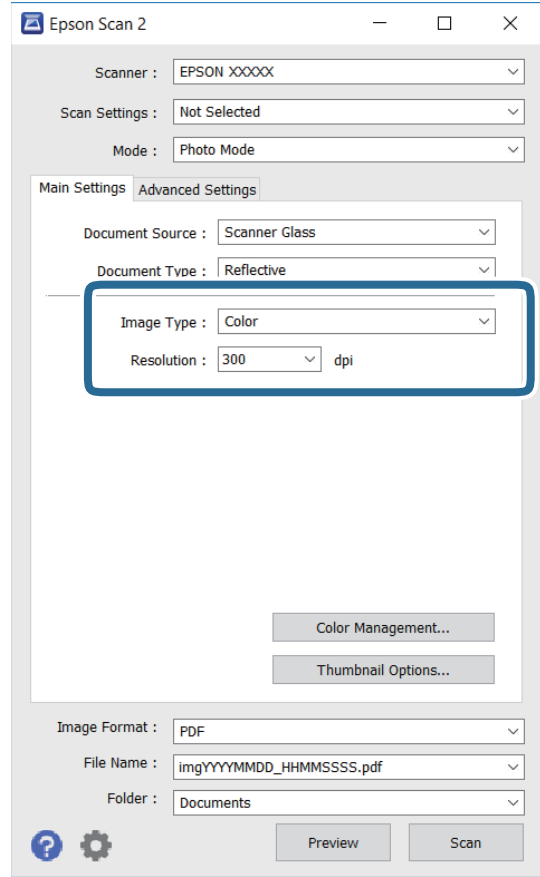 Epson Scan 2
Scanner : EPSON XXXXX
Scan Settings : Not Selected
Mode : Photo Mode
Main Settings Advanced Settings
Document Source : Scanner Glass
Document Type : Reflective
Image Type : Color
Resolution : 300 dpi
Color Management...
Thumbnail Options...
Image Format : PDF
File Name : imgYYYYMMDD_HHMMSSSS.pdf
Folder : Documents
? Preview Scan